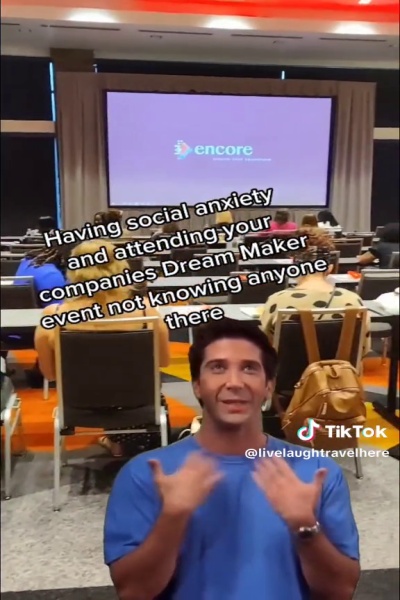 encore
Having social anxiety
and attending your
companies Dream Maker
event not knowing anyone
there
TikTok
@livelaughtravelhere